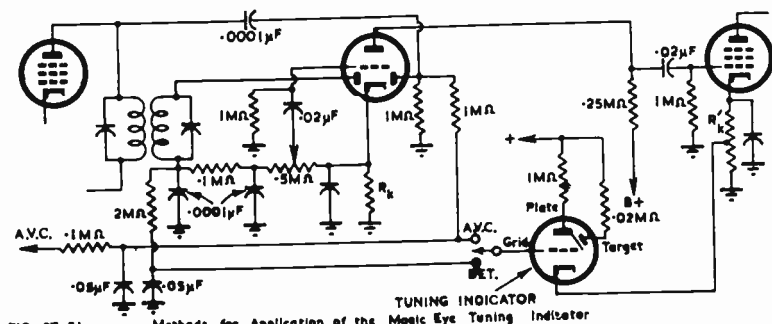 .0001µF
.02µF
1MΩ
.02µF
1MΩ
1MΩ
.25MΩ
1MΩ
R'k
.1MΩ
.5MΩ
Rk
+
1MΩ
B+
2MΩ
.0001µF
Plate
.02MΩ
A.V.C.
.1MΩ
A.V.C.
Grid
Target
DET.
.05µF
.05µF
TUNING INDICATOR
Methods for Application of the Magic Eye Tuning Indicator